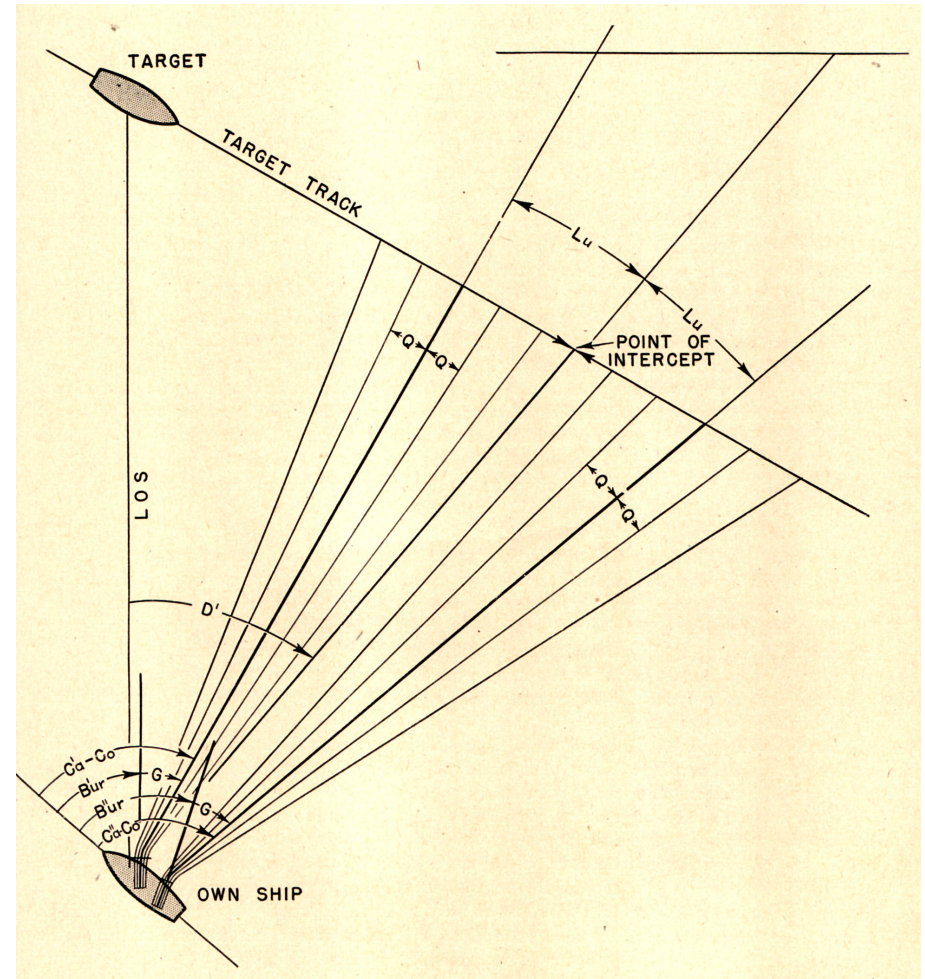 TARGET
TARGET TRACK
Lu
Lu
POINT OF
INTERCEPT
Q
Q
LOS
Q
Q
D'
C'a-Co
B'ur
G
B"ur
G
C"a-Co
OWN SHIP